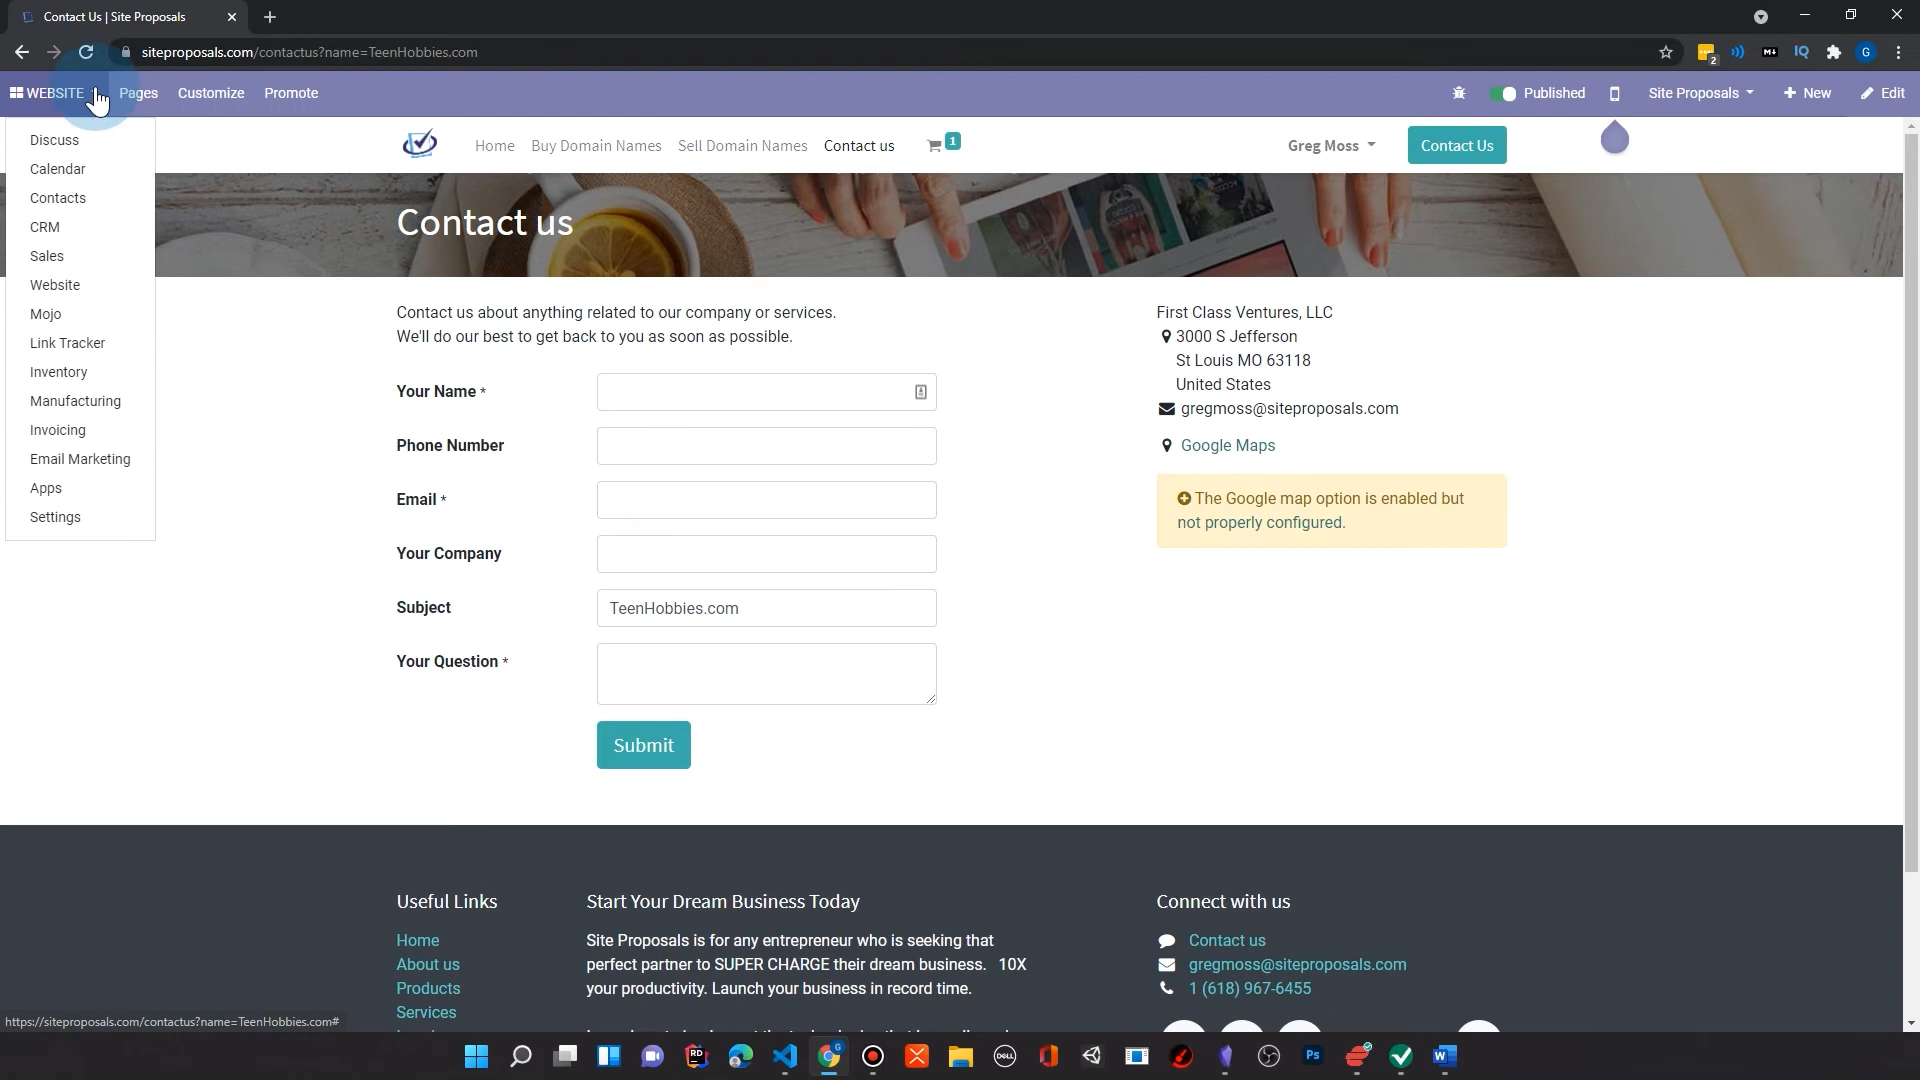 Contact Us | Site Proposals
siteproposals.com/contactus?name=TeenHobbies.com
2
M↓
IQ
G
WEBSITE
Pages
Customize
Promote
Published
Site Proposals
New
Edit
Discuss
Calendar
Contacts
CRM
Sales
Website
Mojo
Link Tracker
Inventory
Manufacturing
Invoicing
Email Marketing
Apps
Settings
Home
Buy Domain Names
Sell Domain Names
Contact us
1
Greg Moss
Contact Us
Contact us
Contact us about anything related to our company or services.
We'll do our best to get back to you as soon as possible.
Your Name *
Phone Number
Email *
Your Company
Subject
TeenHobbies.com
Your Question *
Submit
First Class Ventures, LLC
3000 S Jefferson
St Louis MO 63118
United States
gregmoss@siteproposals.com
Google Maps
The Google map option is enabled but
not properly configured.
Useful Links
Home
About us
Products
Services
Start Your Dream Business Today
Site Proposals is for any entrepreneur who is seeking that
perfect partner to SUPER CHARGE their dream business. 10X
your productivity. Launch your business in record time.
Connect with us
Contact us
gregmoss@siteproposals.com
1 (618) 967-6455
https://siteproposals.com/contactus?name=TeenHobbies.com#
RD
G
DELL
Ps
W